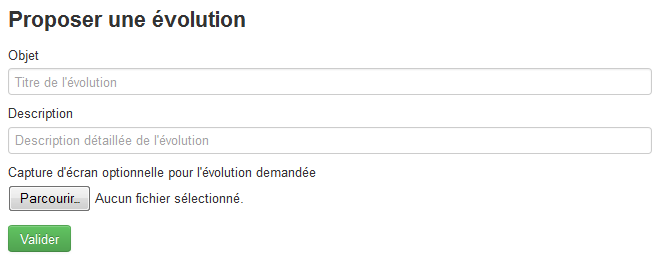 Proposer une évolution
Objet
Titre de l'évolution
Description
Description détaillée de l'évolution
Capture d'écran optionnelle pour l'évolution demandée
Parcourir... Aucun fichier sélectionné.
Valider